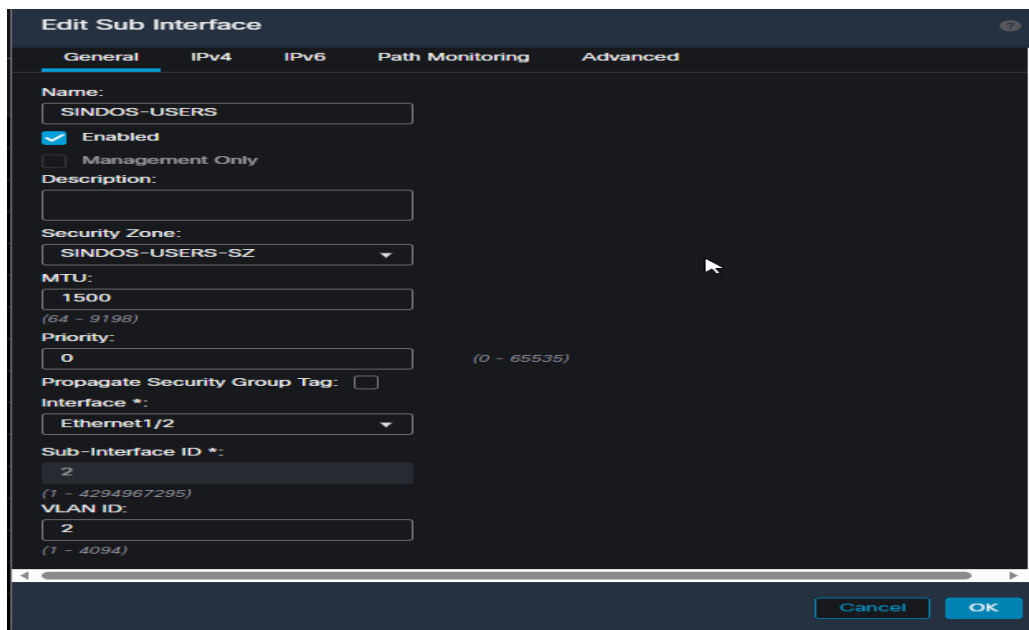 Edit Sub Interface
?
General IPv4 IPv6 Path Monitoring Advanced
Name:
SINDOS-USERS
Enabled
Management Only
Description:
Security Zone:
SINDOS-USERS-SZ
MTU:
1500
(64 - 9198)
Priority:
0 (0 - 65535)
Propagate Security Group Tag:
Interface *:
Ethernet1/2
Sub-Interface ID *:
2
(1 - 4294967295)
VLAN ID:
2
(1 - 4094)
Cancel OK